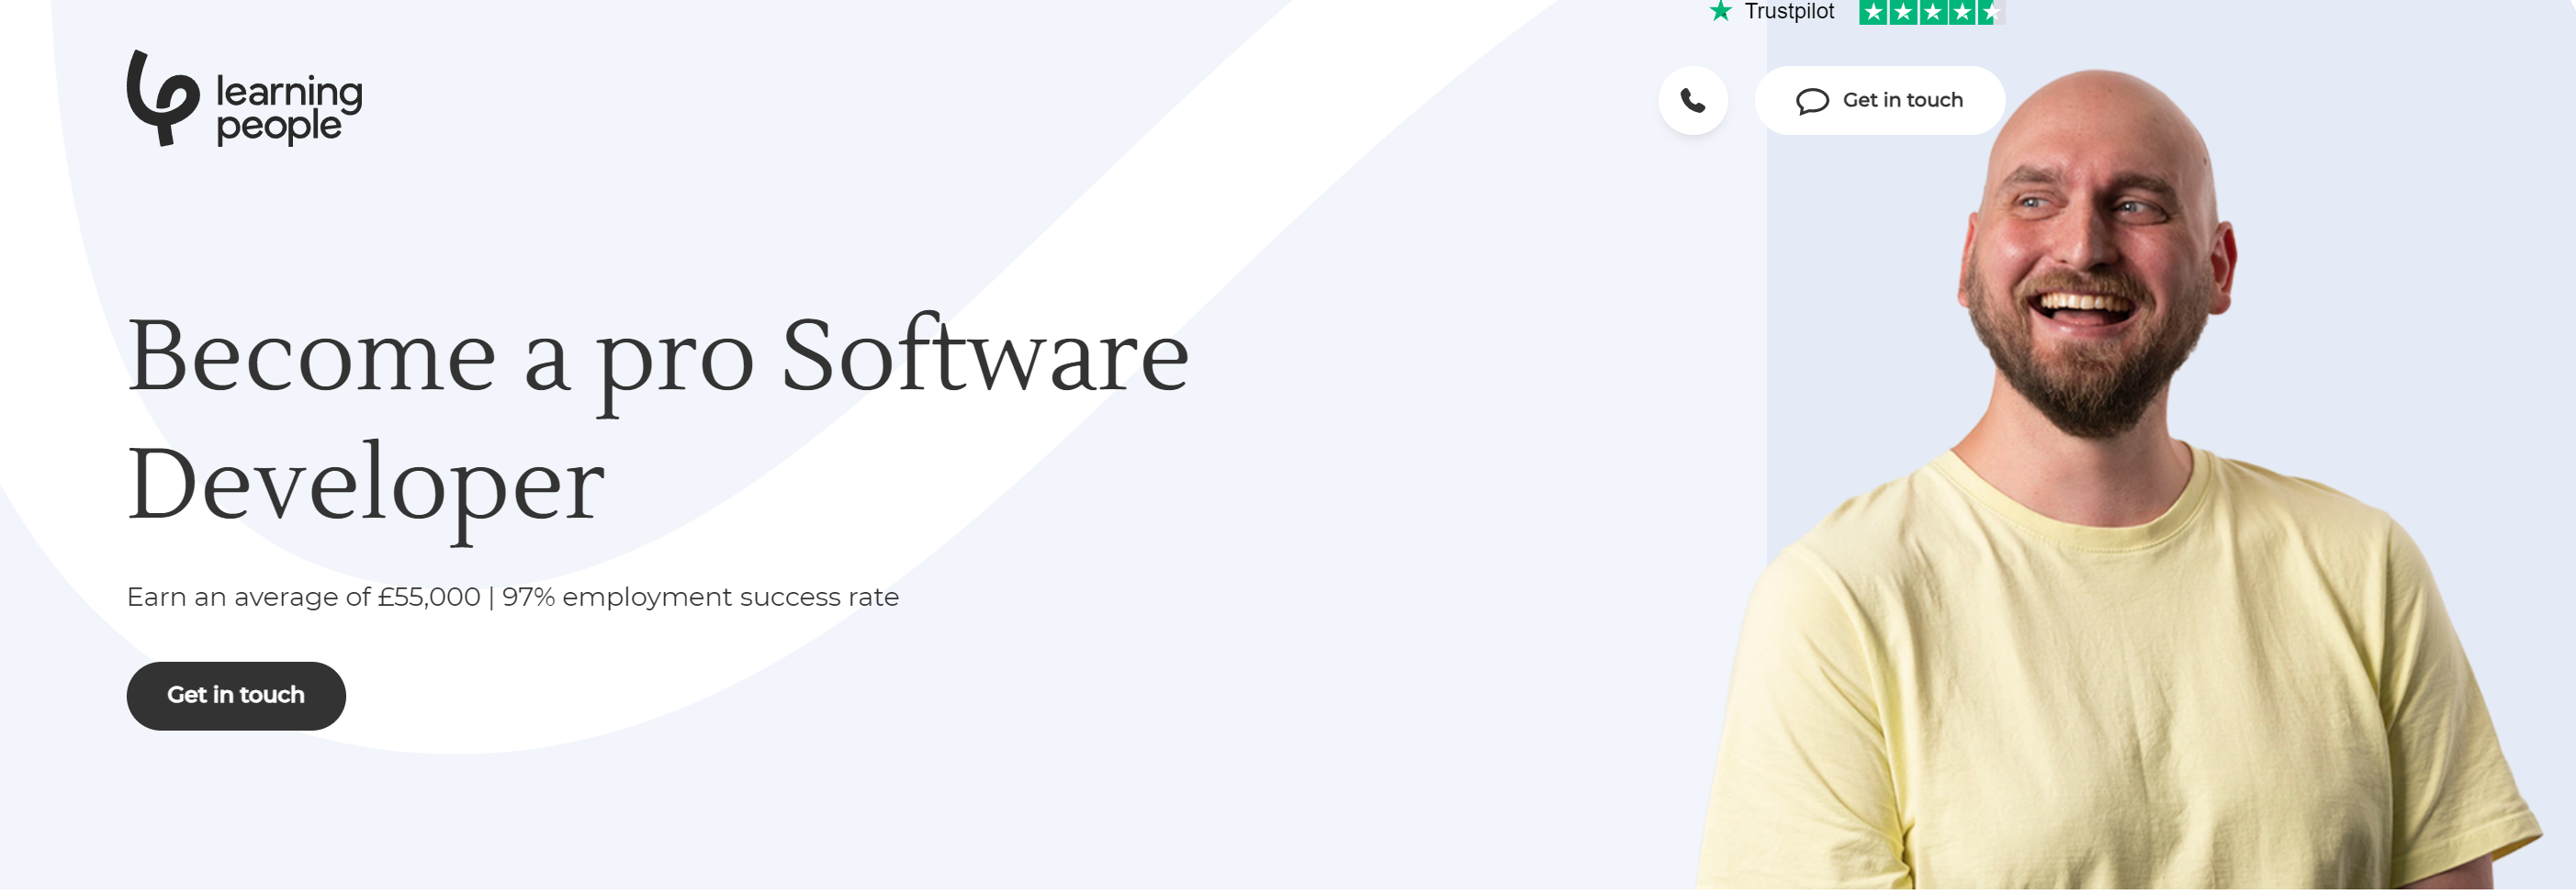 Trustpilot
learning
people
Get in touch
Become a pro Software
Developer
Earn an average of £55,000 | 97% employment success rate
Get in touch